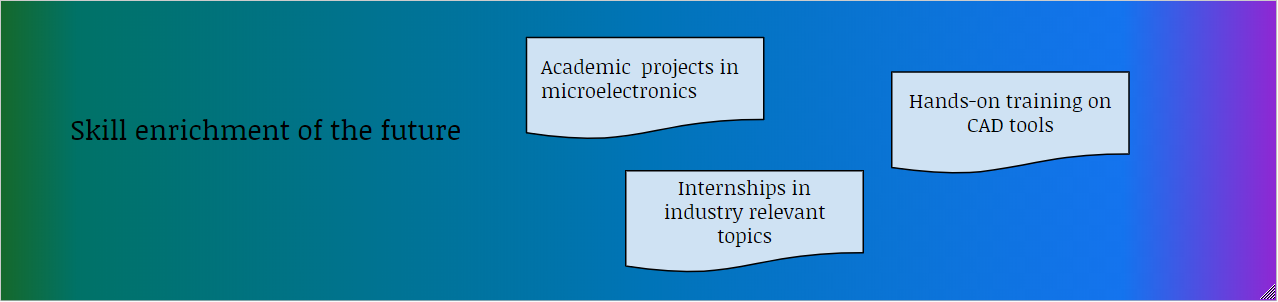 Skill enrichment of the future
Academic  projects in
microelectronics
Hands-on training on
CAD tools
Internships in
industry relevant
topics